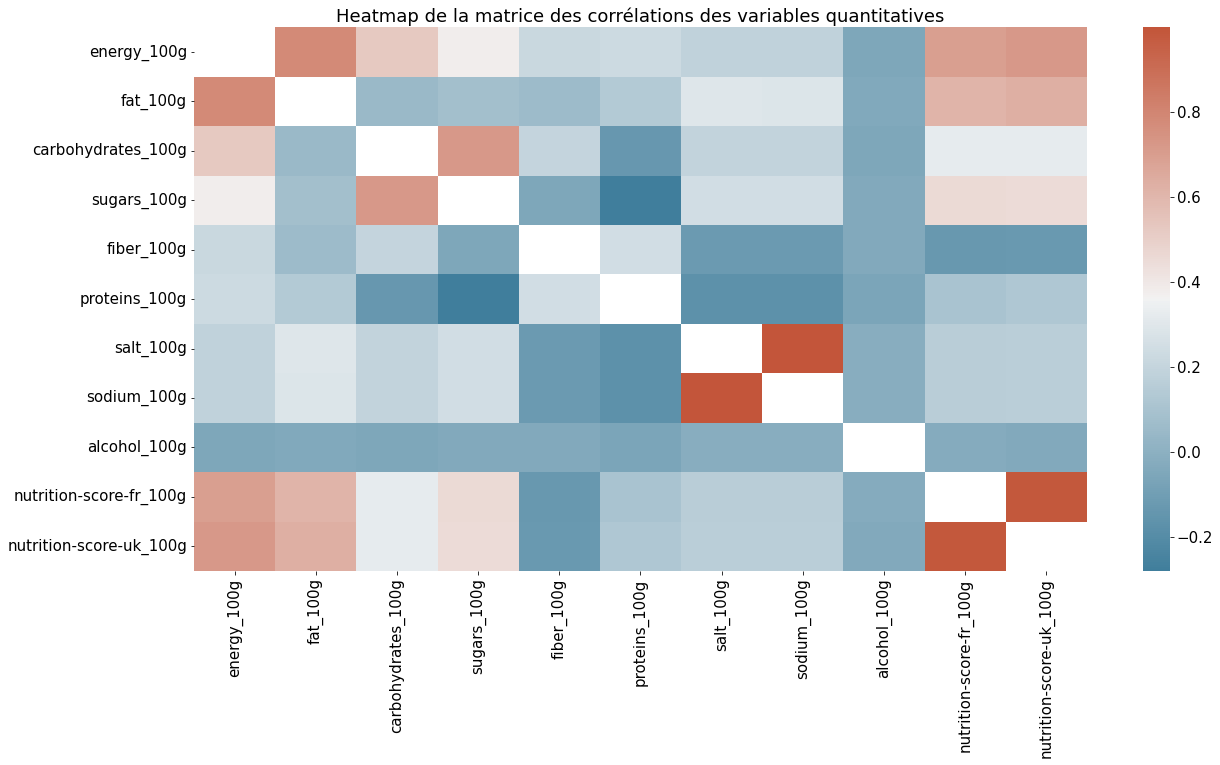 Heatmap de la matrice des corrélations des variables quantitatives
energy_100g
fat_100g
carbohydrates_100g
sugars_100g
fiber_100g
proteins_100g
salt_100g
sodium_100g
alcohol_100g
nutrition-score-fr_100g
nutrition-score-uk_100g
energy_100g
fat_100g
carbohydrates_100g
sugars_100g
fiber_100g
proteins_100g
salt_100g
sodium_100g
alcohol_100g
nutrition-score-fr_100g
nutrition-score-uk_100g
0.8
0.6
0.4
0.2
0.0
−0.2